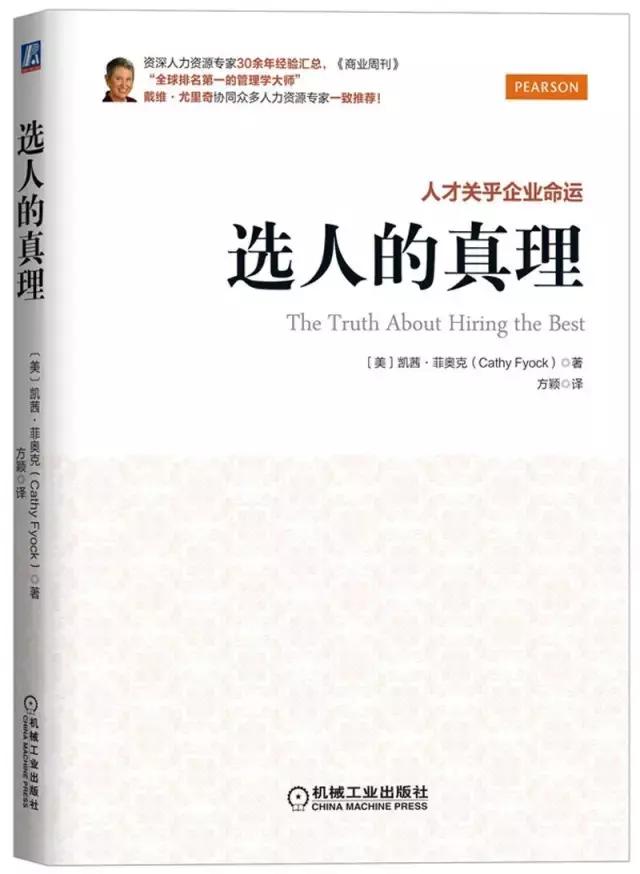 资深人力资源专家30余年经验汇总，《商业周刊》
“全球排名第一的管理学大师”
戴维·尤里奇协同众多人力资源专家一致推荐！
PEARSON
人才关乎企业命运
选人的真理
The Truth About Hiring the Best
［美］凯茜·菲奥克（Cathy Fyock）◎著
方颖◎译
机械工业出版社
CHINA MACHINE PRESS
选人的真理
［美］凯茜·菲奥克（Cathy Fyock）◎著
方颖◎译
机械工业出版社
CHINA MACHINE PRESS